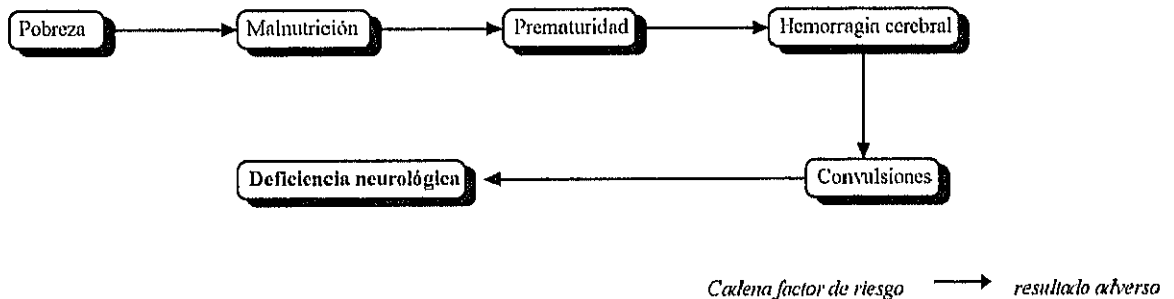 Pobreza
Malnutrición
Prematuridad
Hemorragia cerebral
Deficiencia neurológica
Convulsiones
Cadena factor de riesgo resultado adverso